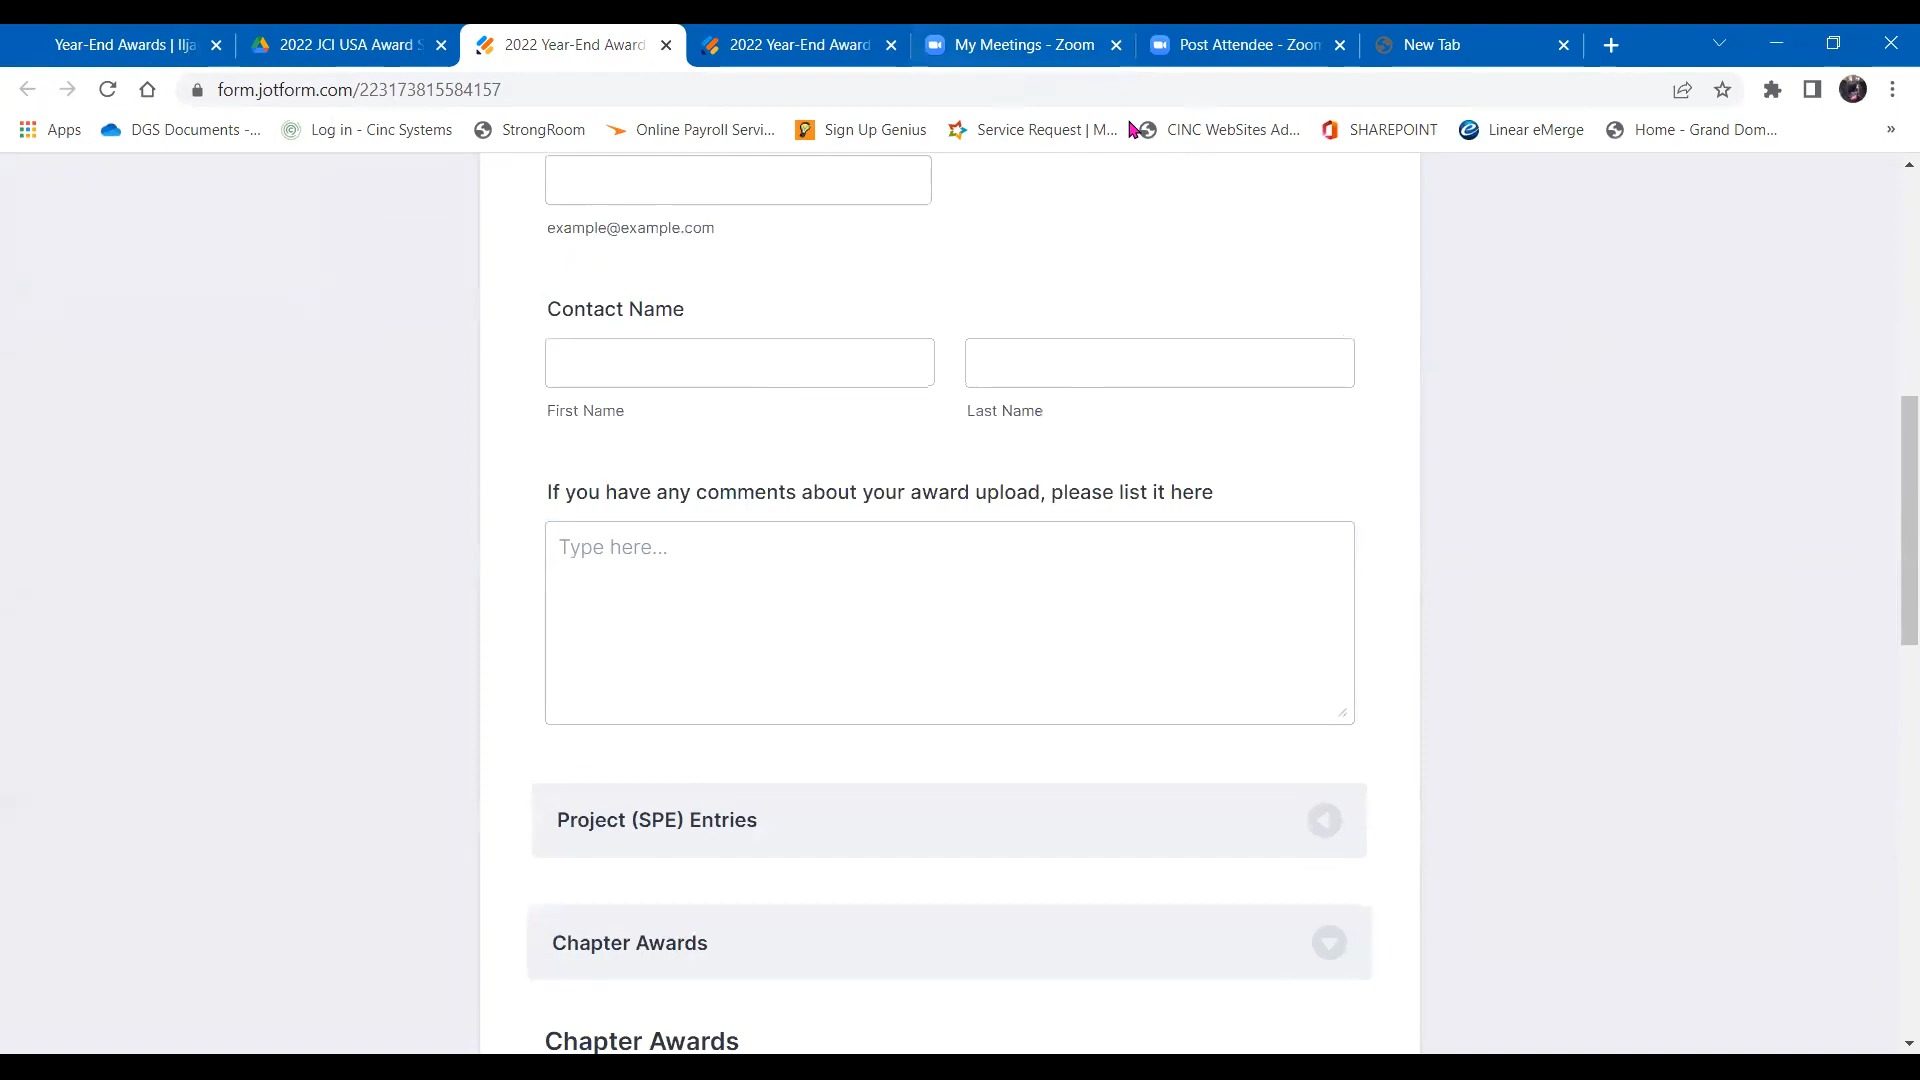 Year-End Awards | Ilja
2022 JCI USA Award S
2022 Year-End Award
2022 Year-End Award
My Meetings - Zoom
Post Attendee - Zoom
New Tab
form.jotform.com/223173815584157
Apps
DGS Documents -...
Log in - Cinc Systems
StrongRoom
Online Payroll Servi...
Sign Up Genius
Service Request | M...
CINC WebSites Ad...
SHAREPOINT
Linear eMerge
Home - Grand Dom...
»
example@example.com
Contact Name
First Name
Last Name
If you have any comments about your award upload, please list it here
Type here...
Project (SPE) Entries
Chapter Awards
Chapter Awards